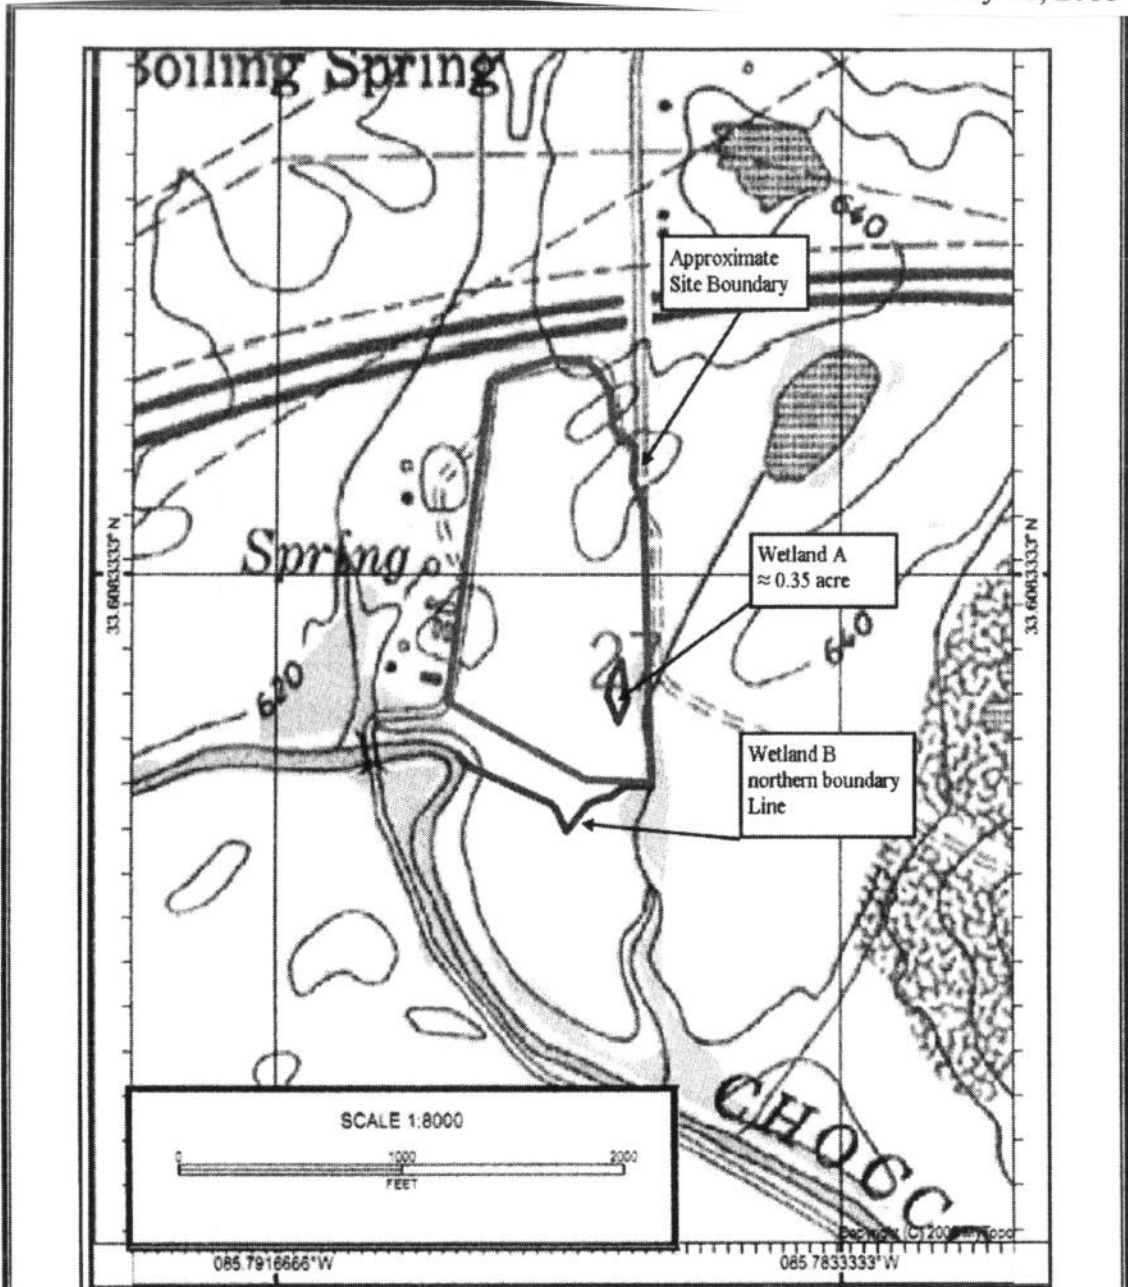 Boiling Spring
640
Approximate
Site Boundary
33.6083333° N
33.6083333° N
Spring
Wetland A
≈ 0.35 acre
27
640
620
Wetland B
northern boundary
Line
SCALE 1:8000
0 1000 2000
FEET
CHOCC
085.7916666° W
085.7833333° W